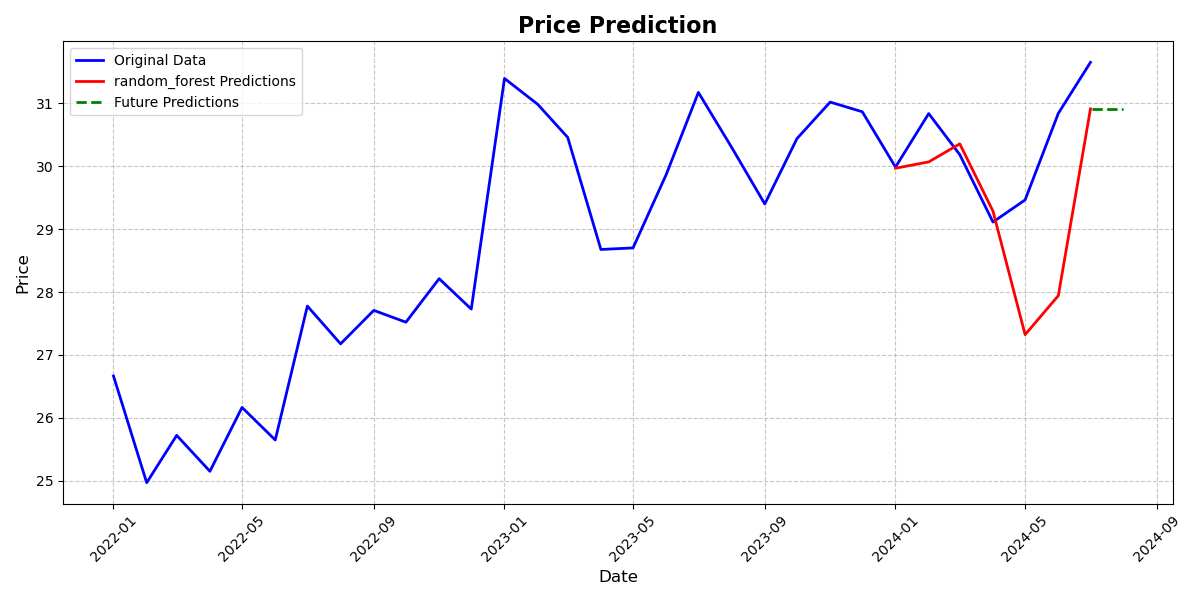 Price Prediction
Original Data
random_forest Predictions
Future Predictions
Price
31
30
29
28
27
26
25
2022-01
2022-05
2022-09
2023-01
2023-05
2023-09
2024-01
2024-05
2024-09
Date